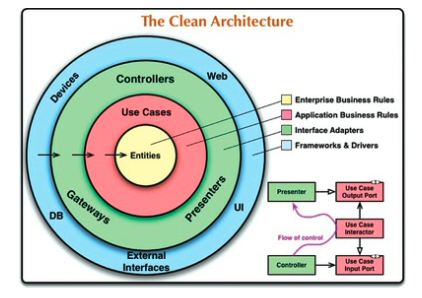 The Clean Architecture
Devices
Web
Controllers
Use Cases
Entities
Gateways
Presenters
DB
UI
External
Interfaces
Enterprise Business Rules
Application Business Rules
Interface Adapters
Frameworks & Drivers
Presenter
Use Case
Output Port
Use Case
Interactor
Flow of control
Controller
Use Case
Input Port